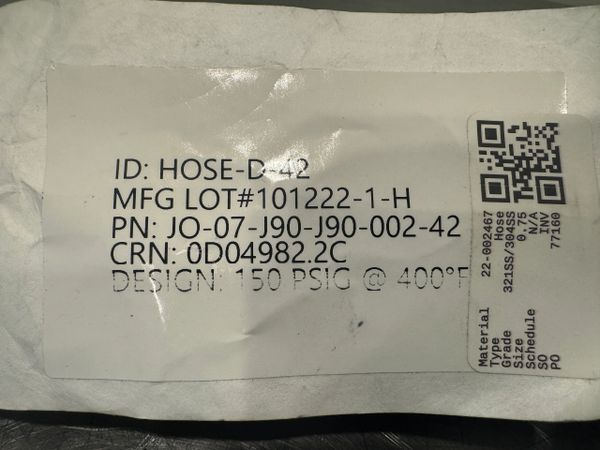 ID: HOSE-D-42
MFG LOT#101222-1-H
PN: JO-07-J90-J90-002-42
CRN: 0D04982.2C
DESIGN: 150 PSIG @ 400°F
Material 22-002467
Type Hose
Grade 321SS/304SS
Size 0.75
Schedule N/A
SO INV
PO 77160